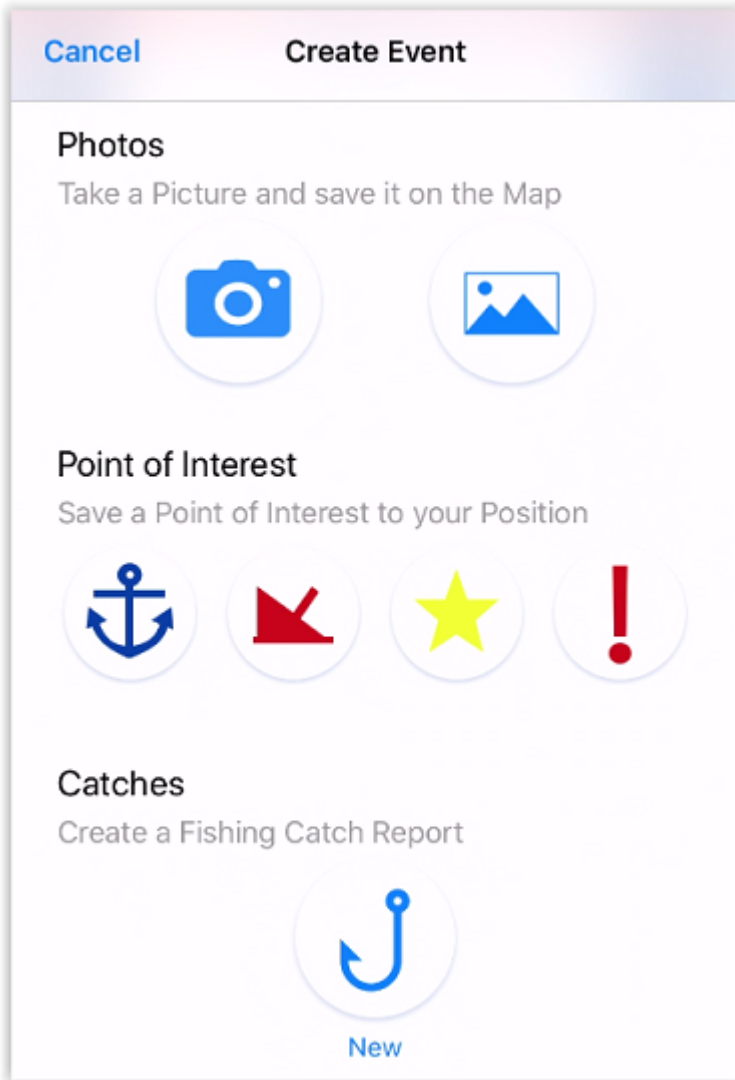 Cancel Create Event
Photos
Take a Picture and save it on the Map
Point of Interest
Save a Point of Interest to your Position
Catches
Create a Fishing Catch Report
New